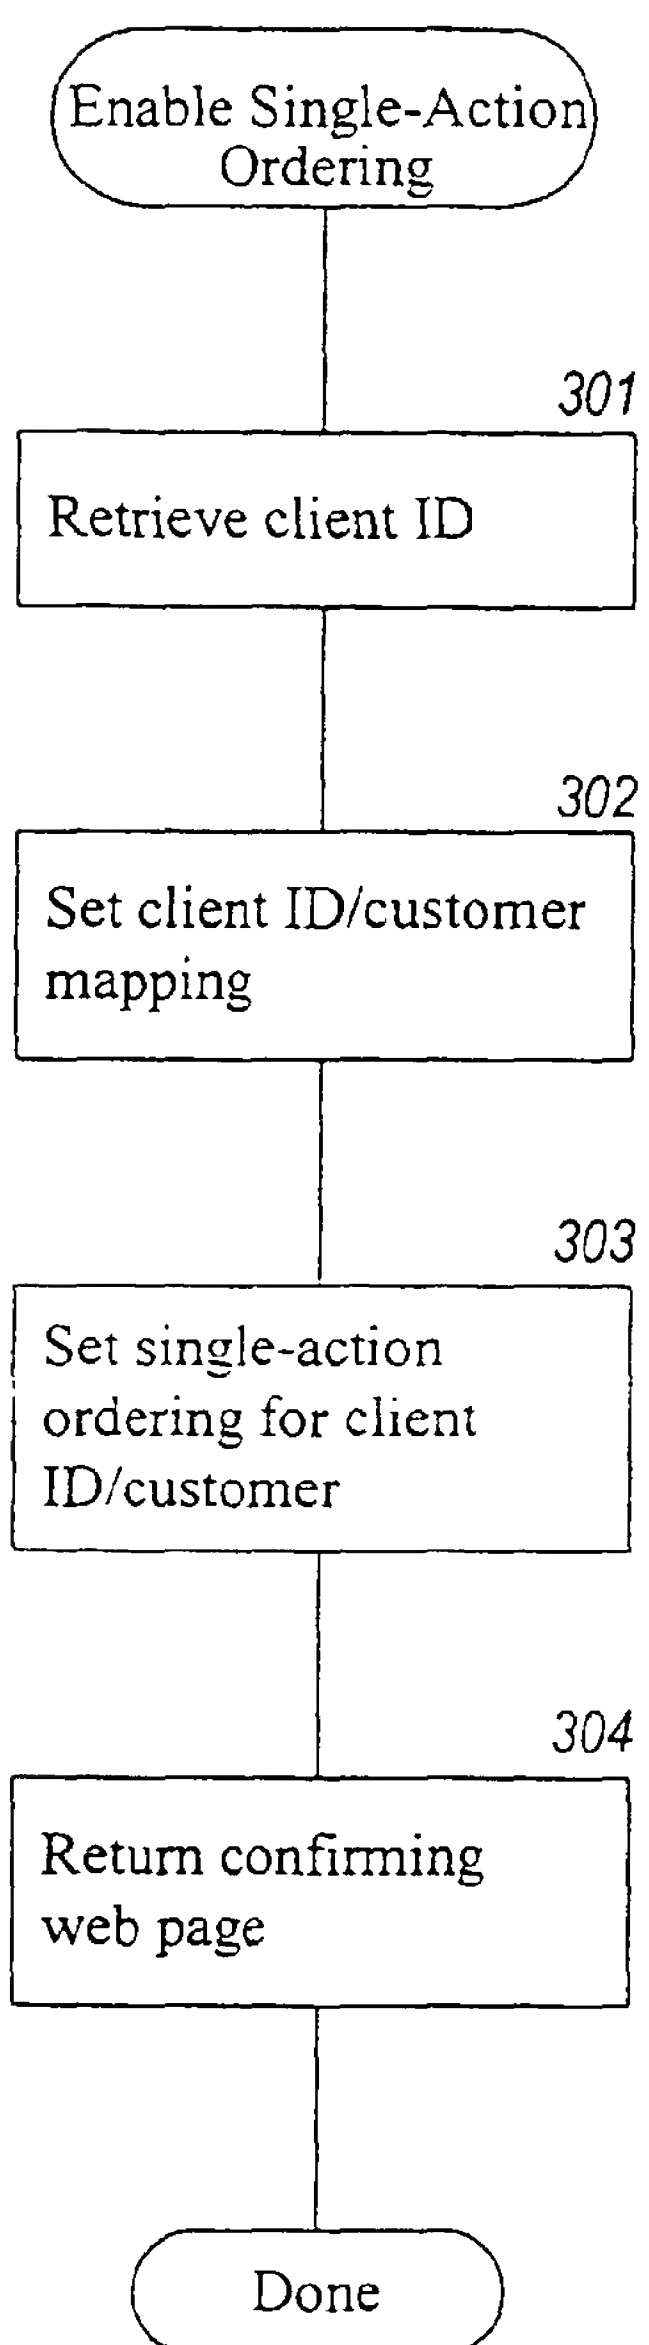 Enable Single-Action
Ordering
301
Retrieve client ID
302
Set client ID/customer
mapping
303
Set single-action
ordering for client
ID/customer
304
Return confirming
web page
Done